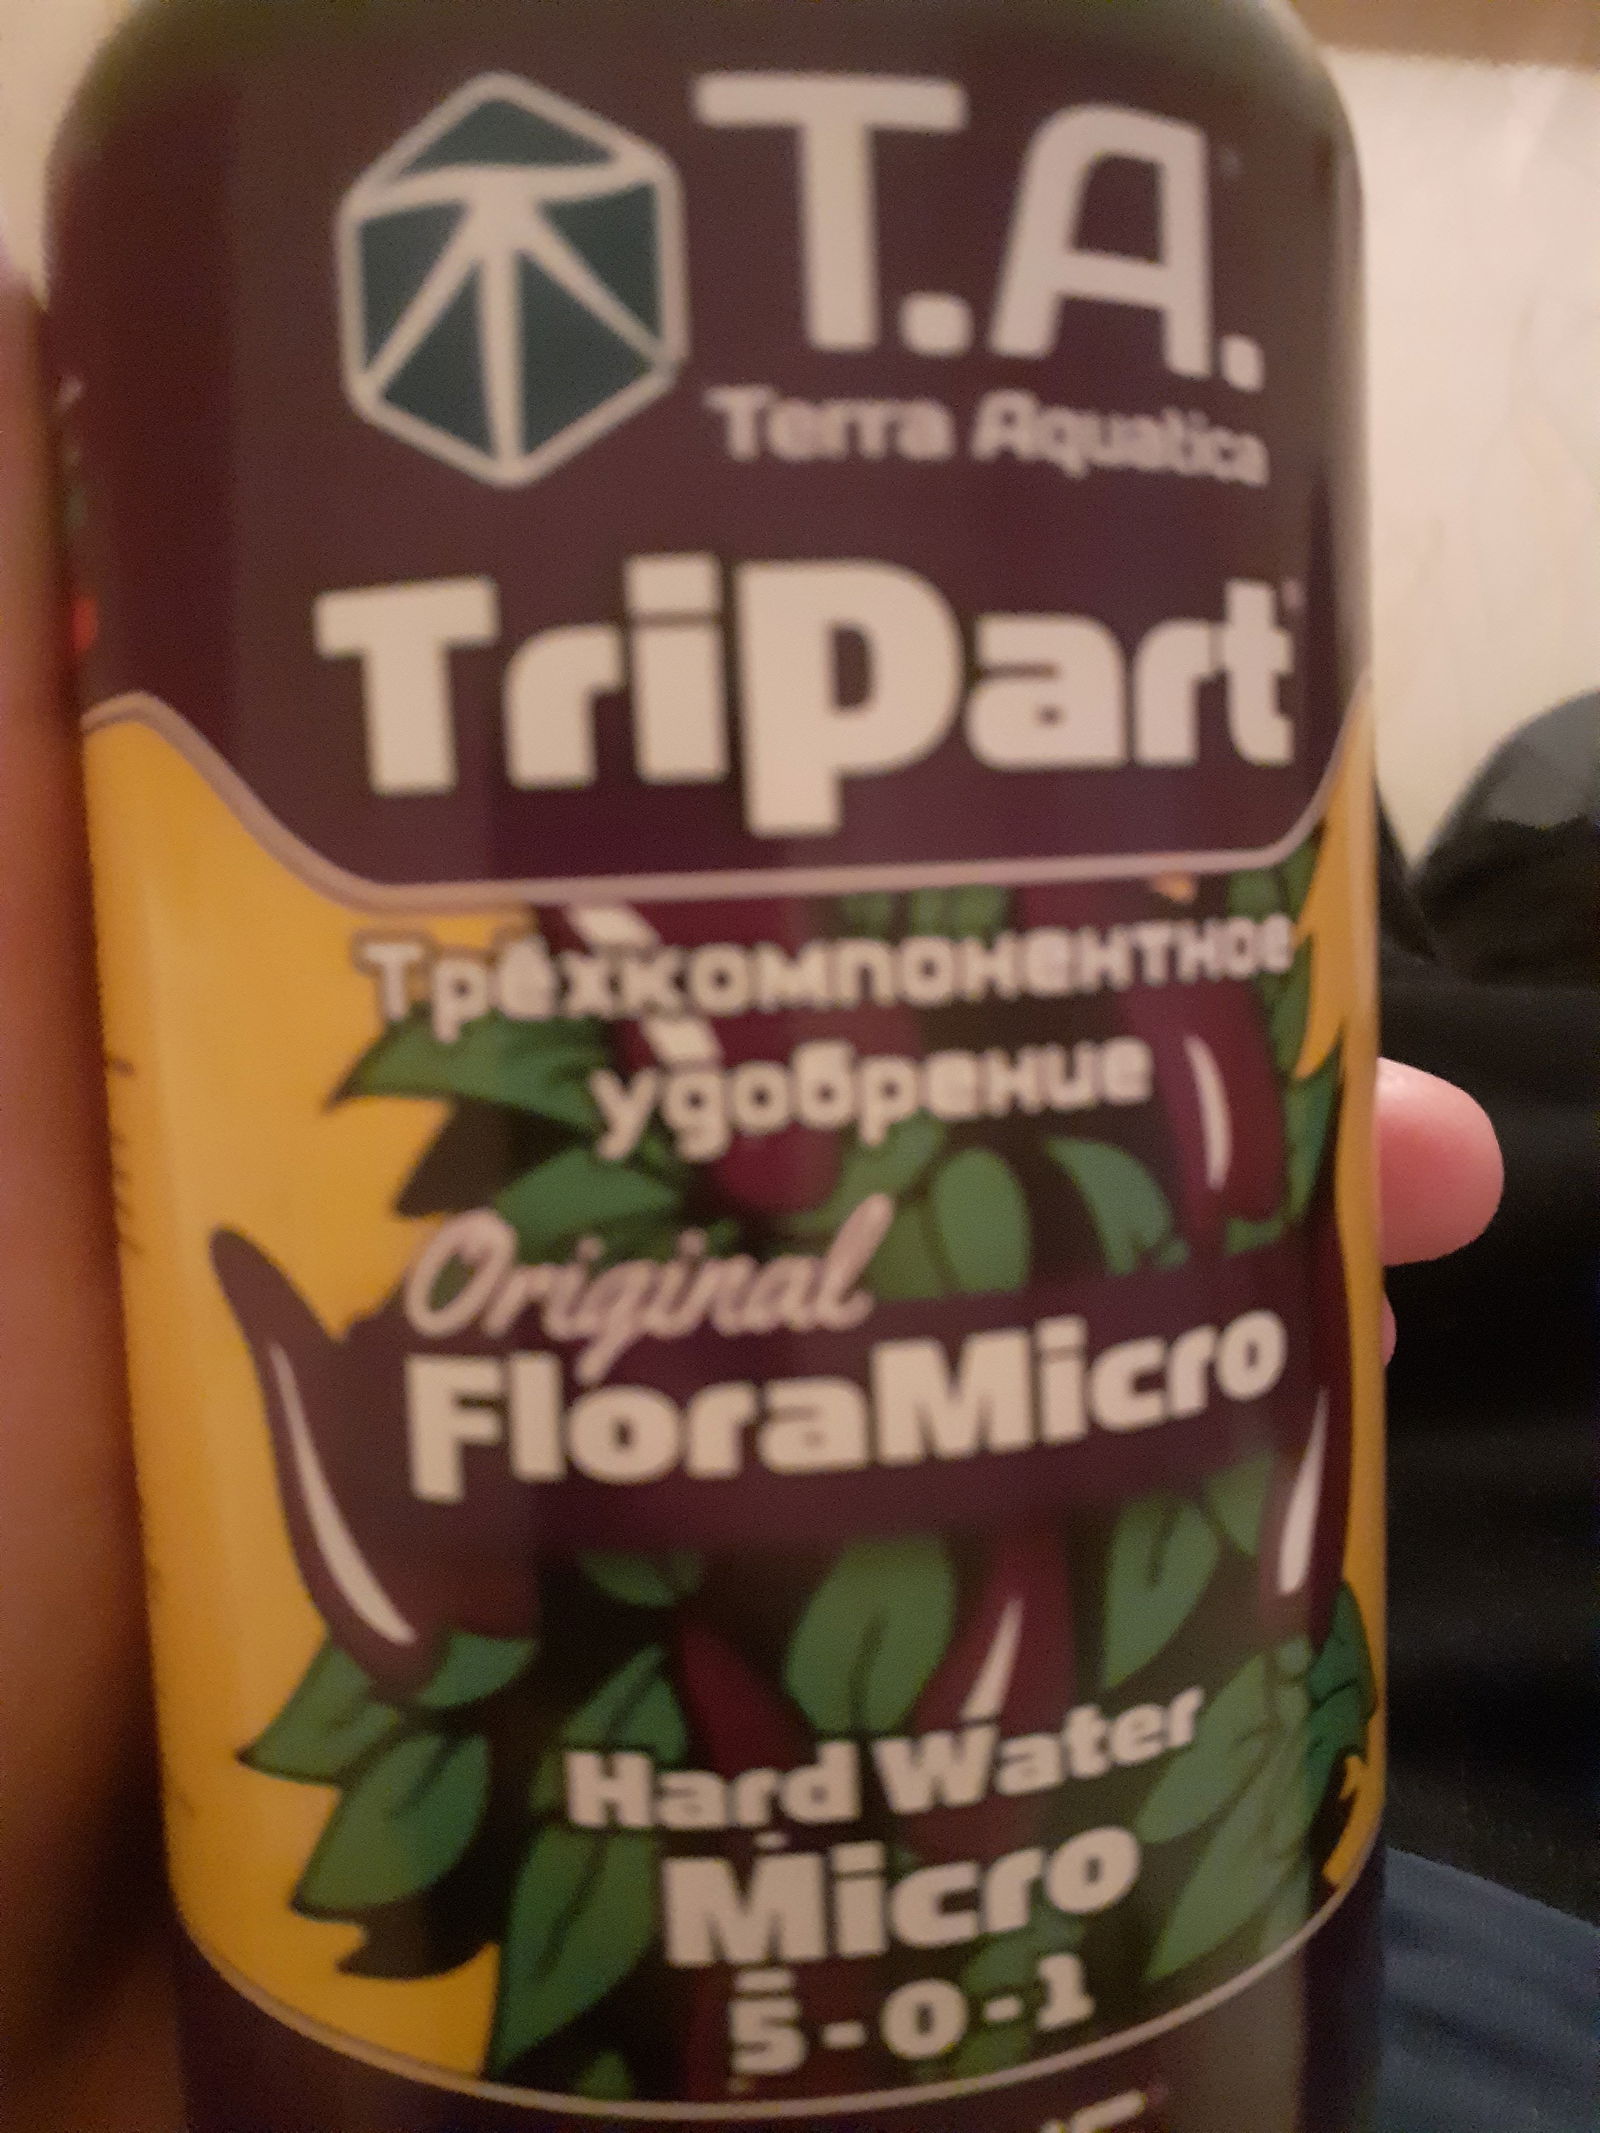 T.A.
Terra Aquatica
TriPart
Трёхкомпонентное
удобрение
Original
FloraMicro
Hard Water
Micro
5-0-1